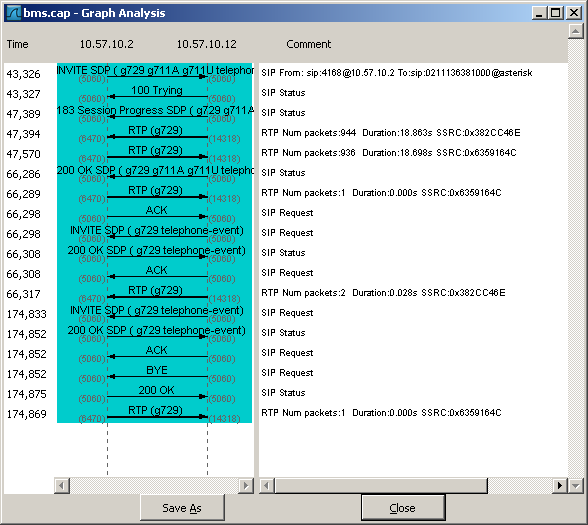 bms.cap - Graph Analysis
Time 10.57.10.2 10.57.10.12 Comment
43,326 INVITE SDP ( g729 g711A g711U telephon (5060) (5060) SIP From: sip:4168@10.57.10.2 To:sip:0211136381000@asterisk
43,327 100 Trying (5060) (5060) SIP Status
47,389 183 Session Progress SDP ( g729 g711A (5060) (5060) SIP Status
47,394 RTP (g729) (6470) (14318) RTP Num packets:944 Duration:18.863s SSRC:0x382CC46E
47,570 RTP (g729) (6470) (14318) RTP Num packets:936 Duration:18.698s SSRC:0x6359164C
66,286 200 OK SDP ( g729 g711A g711U telepho (5060) (5060) SIP Status
66,289 RTP (g729) (6470) (14318) RTP Num packets:1 Duration:0.000s SSRC:0x6359164C
66,298 ACK (5060) (5060) SIP Request
66,298 INVITE SDP ( g729 telephone-event) (5060) (5060) SIP Request
66,308 200 OK SDP ( g729 telephone-event) (5060) (5060) SIP Status
66,308 ACK (5060) (5060) SIP Request
66,317 RTP (g729) (6470) (14318) RTP Num packets:2 Duration:0.028s SSRC:0x382CC46E
174,833 INVITE SDP ( g729 telephone-event) (5060) (5060) SIP Request
174,852 200 OK SDP ( g729 telephone-event) (5060) (5060) SIP Status
174,852 ACK (5060) (5060) SIP Request
174,852 BYE (5060) (5060) SIP Request
174,875 200 OK (5060) (5060) SIP Status
174,869 RTP (g729) (6470) (14318) RTP Num packets:1 Duration:0.000s SSRC:0x6359164C
Save As Close